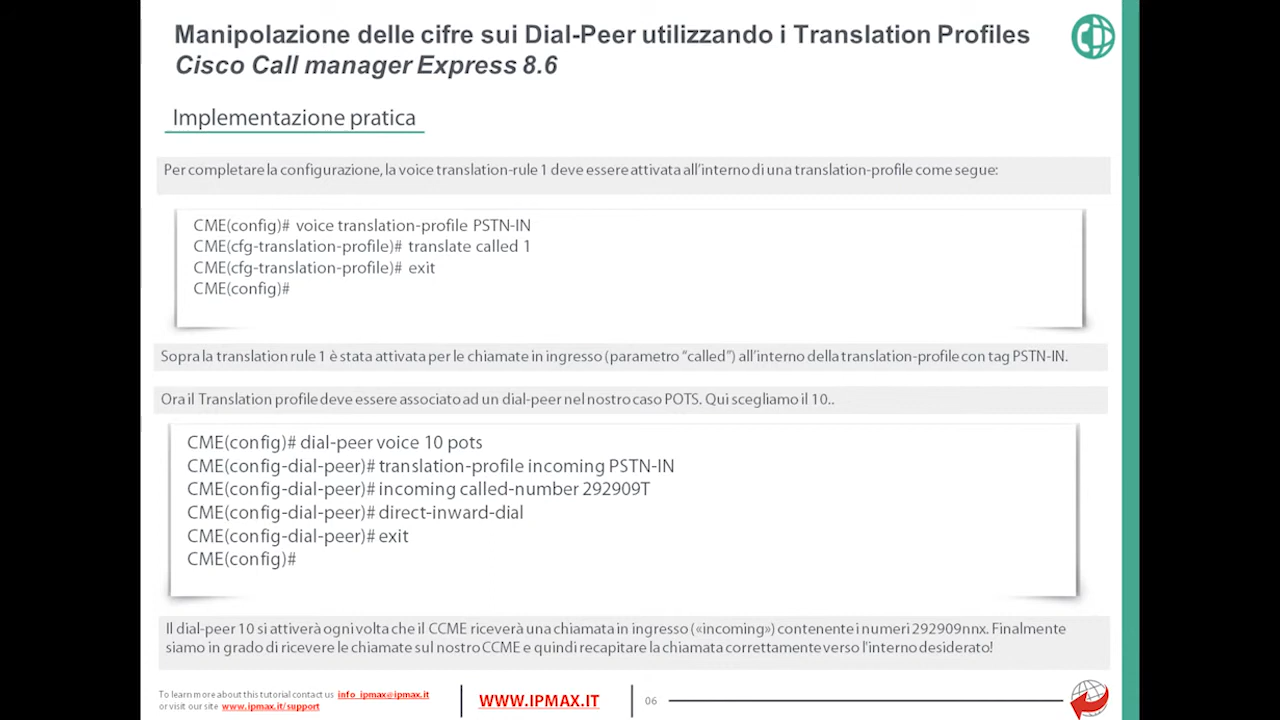 Manipolazione delle cifre sui Dial-Peer utilizzando i Translation Profiles
Cisco Call manager Express 8.6
Implementazione pratica
Per completare la configurazione, la voice translation-rule 1 deve essere attivata all'interno di una translation-profile come segue:
CME(config)# voice translation-profile PSTN-IN
CME(cfg-translation-profile)# translate called 1
CME(cfg-translation-profile)# exit
CME(config)#
Sopra la translation rule 1 è stata attivata per le chiamate in ingresso (parametro “called”) all'interno della translation-profile con tag PSTN-IN.
Ora il Translation profile deve essere associato ad un dial-peer nel nostro caso POTS. Qui scegliamo il 10..
CME(config)# dial-peer voice 10 pots
CME(config-dial-peer)# translation-profile incoming PSTN-IN
CME(config-dial-peer)# incoming called-number 292909T
CME(config-dial-peer)# direct-inward-dial
CME(config-dial-peer)# exit
CME(config)#
Il dial-peer 10 si attiverà ogni volta che il CCME riceverà una chiamata in ingresso («incoming») contenente i numeri 292909nnx. Finalmente
siamo in grado di ricevere le chiamate sul nostro CCME e quindi recapitare la chiamata correttamente verso l'interno desiderato!
To learn more about this tutorial contact us info_ipmax@ipmax.it
or visit our site www.ipmax.it/support
WWW.IPMAX.IT
06